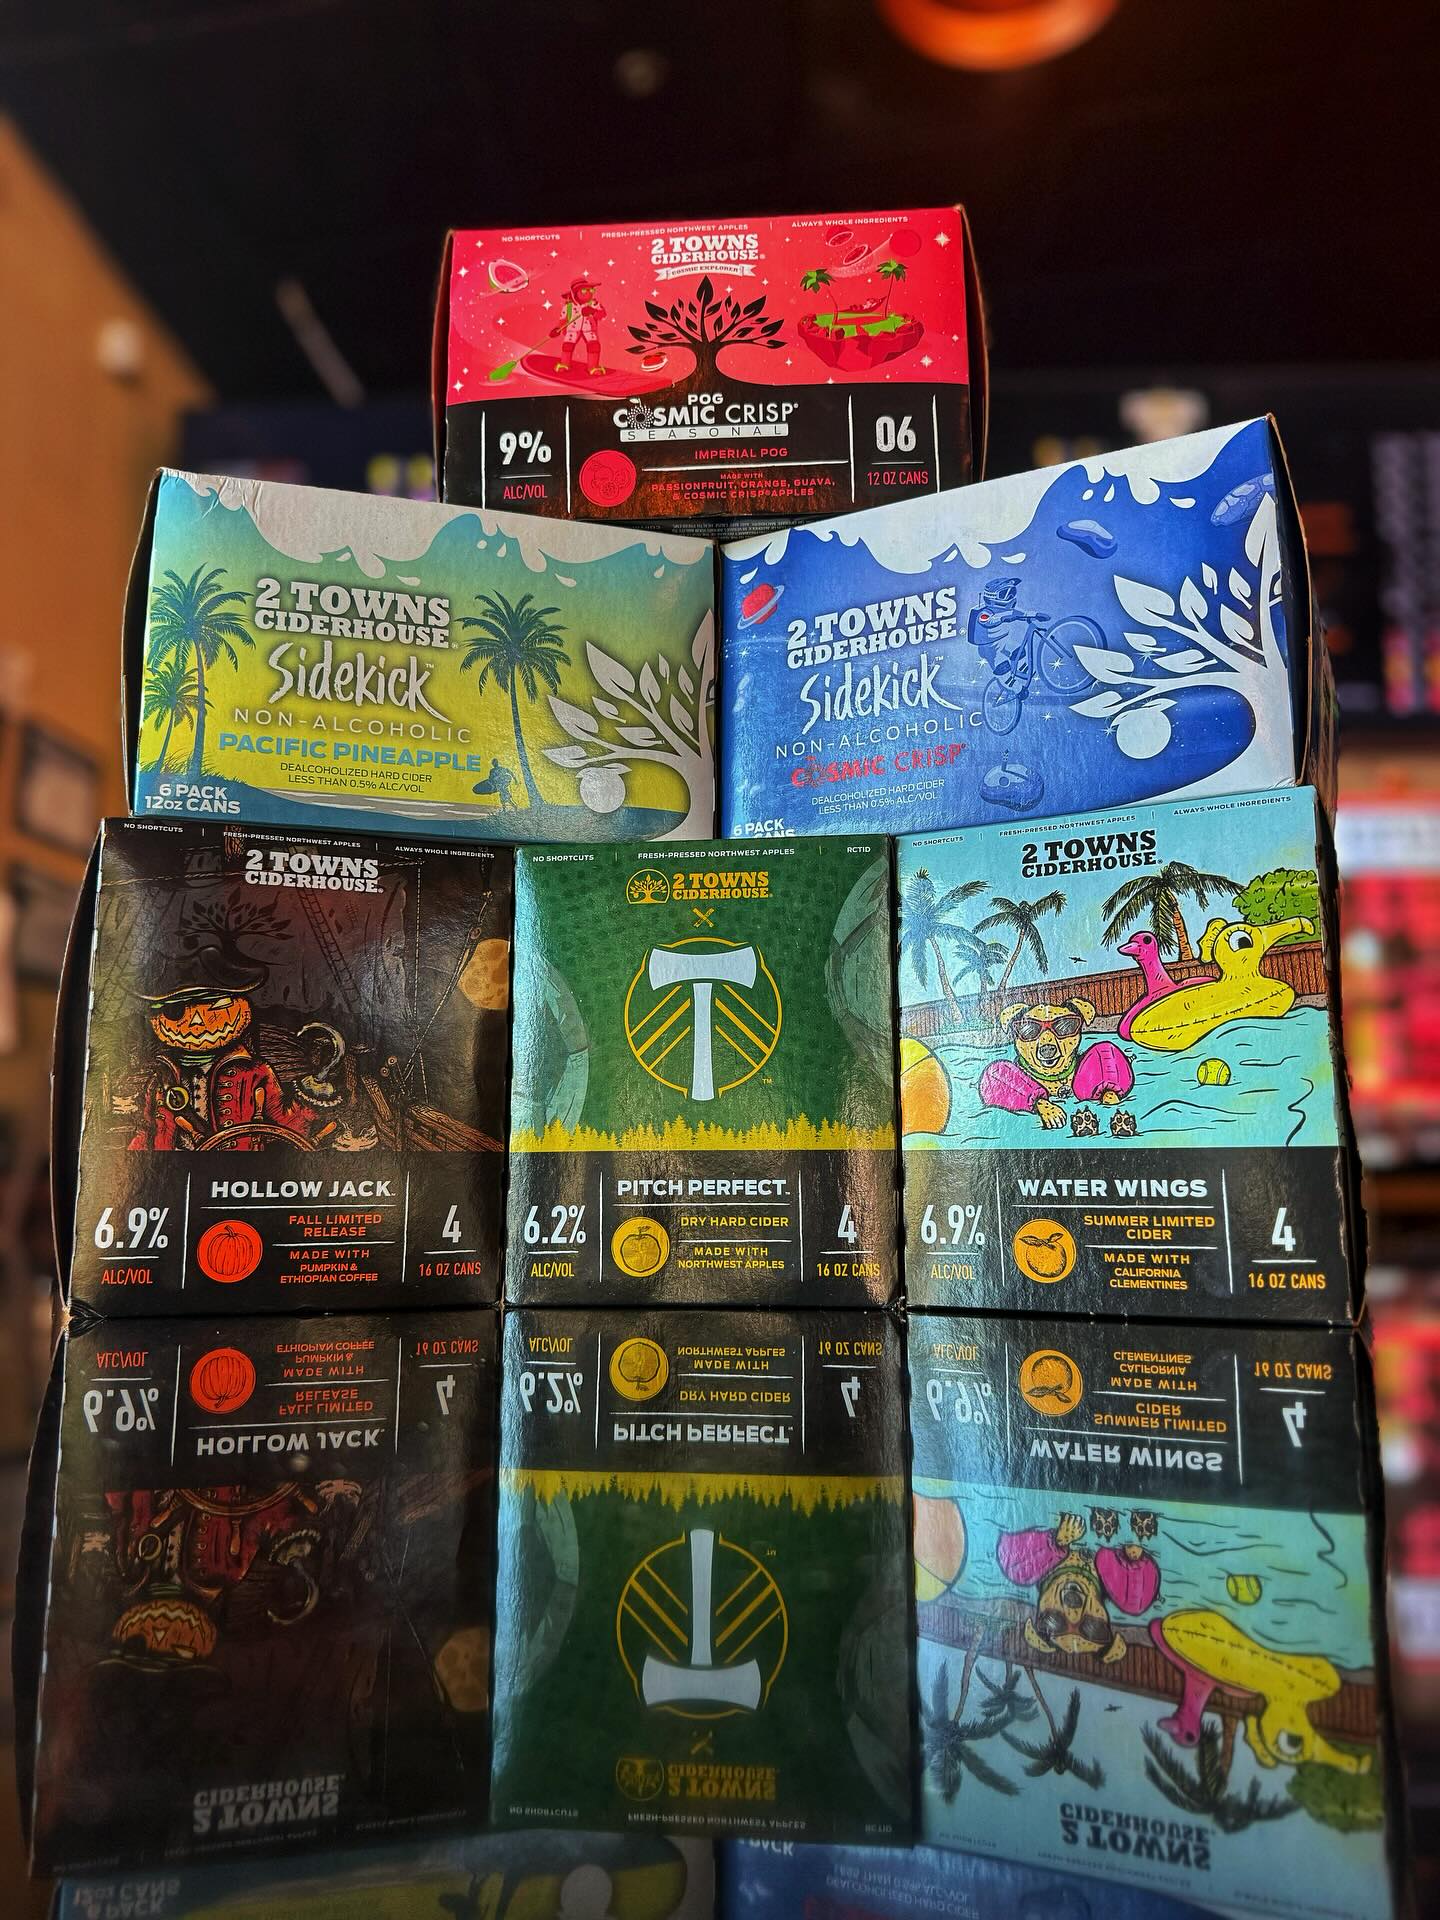 NO SHORTCUTS
FRESH-PRESSED NORTHWEST APPLES
ALWAYS WHOLE INGREDIENTS
2 TOWNS
CIDERHOUSE®
COSMIC EXPLORER
POG
COSMIC CRISP®
SEASONAL
9%
ALC/VOL
IMPERIAL POG
MADE WITH
PASSIONFRUIT, ORANGE, GUAVA,
& COSMIC CRISP® APPLES
06
12 OZ CANS
2 TOWNS
CIDERHOUSE®
Sidekick™
NON-ALCOHOLIC
PACIFIC PINEAPPLE
DEALCOHOLIZED HARD CIDER
LESS THAN 0.5% ALC/VOL
6 PACK
12oz CANS
2 TOWNS
CIDERHOUSE®
Sidekick™
NON-ALCOHOLIC
COSMIC CRISP®
DEALCOHOLIZED HARD CIDER
LESS THAN 0.5% ALC/VOL
6 PACK
CANS
NO SHORTCUTS
FRESH-PRESSED NORTHWEST APPLES
ALWAYS WHOLE INGREDIENTS
2 TOWNS
CIDERHOUSE®
HOLLOW JACK™
6.9%
ALC/VOL
FALL LIMITED
RELEASE
MADE WITH
PUMPKIN &
ETHIOPIAN COFFEE
4
16 OZ CANS
NO SHORTCUTS
FRESH-PRESSED NORTHWEST APPLES
RCTID
2 TOWNS
CIDERHOUSE®
™
PITCH PERFECT™
6.2%
ALC/VOL
DRY HARD CIDER
MADE WITH
NORTHWEST APPLES
4
16 OZ CANS
NO SHORTCUTS
FRESH-PRESSED NORTHWEST APPLES
ALWAYS WHOLE INGREDIENTS
2 TOWNS
CIDERHOUSE®
WATER WINGS
6.9%
ALC/VOL
SUMMER LIMITED
CIDER
MADE WITH
CALIFORNIA
CLEMENTINES
4
16 OZ CANS